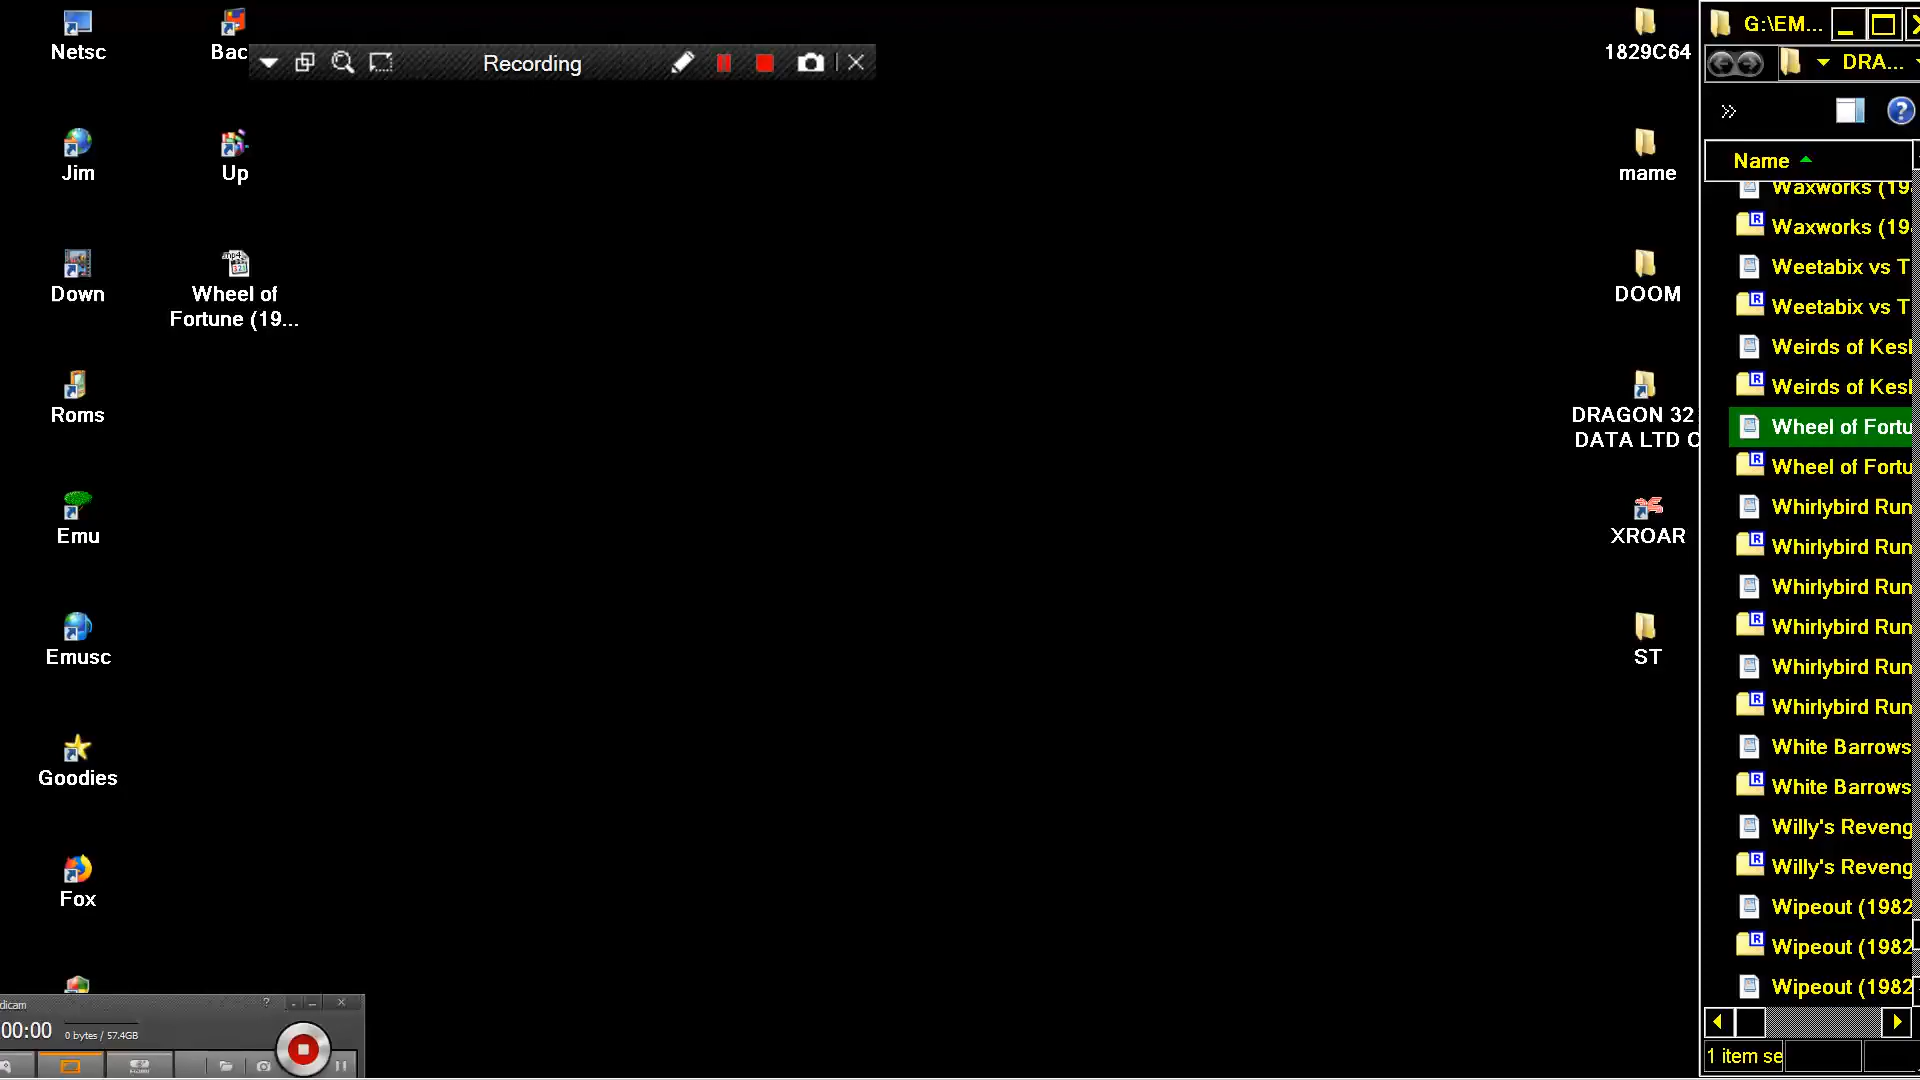 Netsc
Bac
Recording
1829C64
G:\EM...
DRA...
Jim
Up
mame
Name
Waxworks (19
Waxworks (19
Weetabix vs T
Weetabix vs T
Weirds of Kesl
Weirds of Kesl
Wheel of Fortu
Wheel of Fortu
Whirlybird Run
Whirlybird Run
Whirlybird Run
Whirlybird Run
Whirlybird Run
Whirlybird Run
White Barrows
White Barrows
Willy's Reveng
Willy's Reveng
Wipeout (1982
Wipeout (1982
Wipeout (1982
1 item se
Down
mp4
321
Wheel of
Fortune (19...
DOOM
Roms
DRAGON 32
DATA LTD C
Emu
XROAR
Emusc
ST
Goodies
Fox
dicam
00:00
0 bytes / 57.4GB